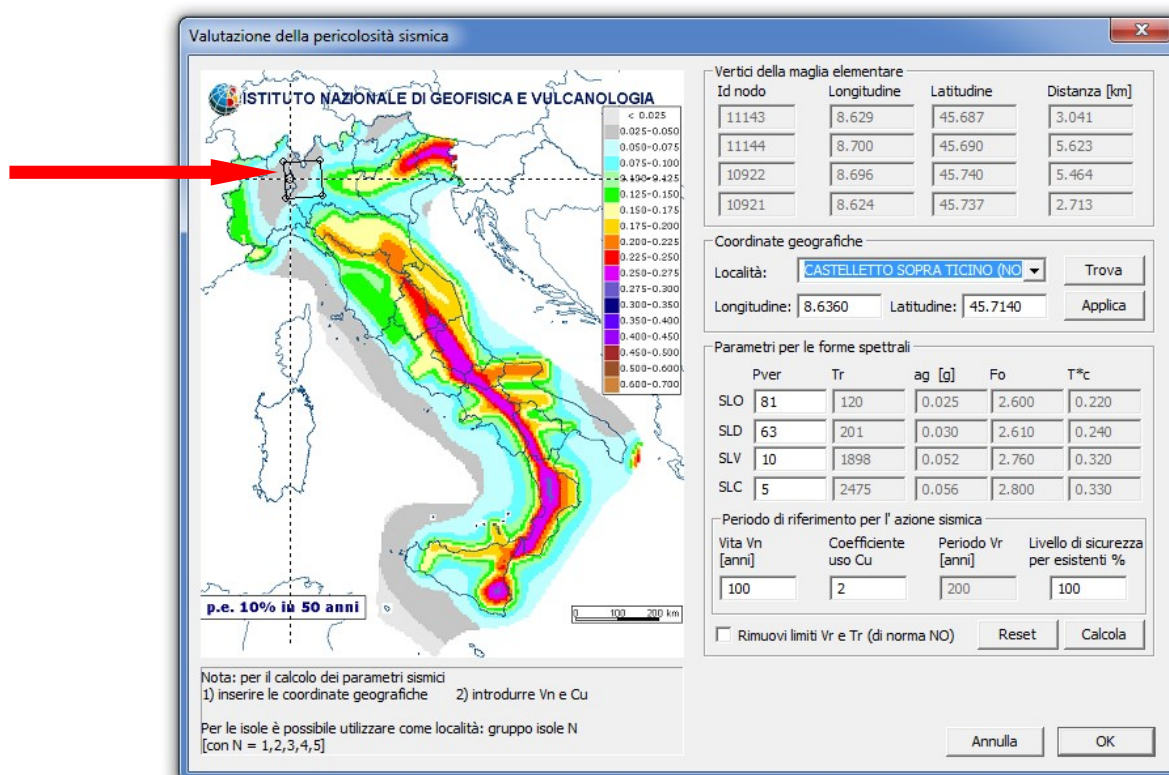 Valutazione della pericolosità sismica
x
ISTITUTO NAZIONALE DI GEOFISICA E VULCANOLOGIA
< 0.025
0.025-0.050
0.050-0.075
0.075-0.100
0.100-0.125
0.125-0.150
0.150-0.175
0.175-0.200
0.200-0.225
0.225-0.250
0.250-0.275
0.275-0.300
0.300-0.350
0.350-0.400
0.400-0.450
0.450-0.500
0.500-0.600
0.600-0.700
p.e. 10% in 50 anni
0 100 200 km
Nota: per il calcolo dei parametri sismici
1) inserire le coordinate geografiche 2) introdurre Vn e Cu
Per le isole è possibile utilizzare come località: gruppo isole N
[con N = 1,2,3,4,5]
Vertici della maglia elementare
Id nodo Longitudine Latitudine Distanza [km]
11143 8.629 45.687 3.041
11144 8.700 45.690 5.623
10922 8.696 45.740 5.464
10921 8.624 45.737 2.713
Coordinate geografiche
Località: CASTELLETTO SOPRA TICINO (NO Trova
Longitudine: 8.6360 Latitudine: 45.7140 Applica
Parametri per le forme spettrali
Pver Tr ag [g] Fo T*c
SLO 81 120 0.025 2.600 0.220
SLD 63 201 0.030 2.610 0.240
SLV 10 1898 0.052 2.760 0.320
SLC 5 2475 0.056 2.800 0.330
Periodo di riferimento per l' azione sismica
Vita Vn Coefficiente Periodo Vr Livello di sicurezza
[anni] uso Cu [anni] per esistenti %
100 2 200 100
Rimuovi limiti Vr e Tr (di norma NO) Reset Calcola
Annulla OK